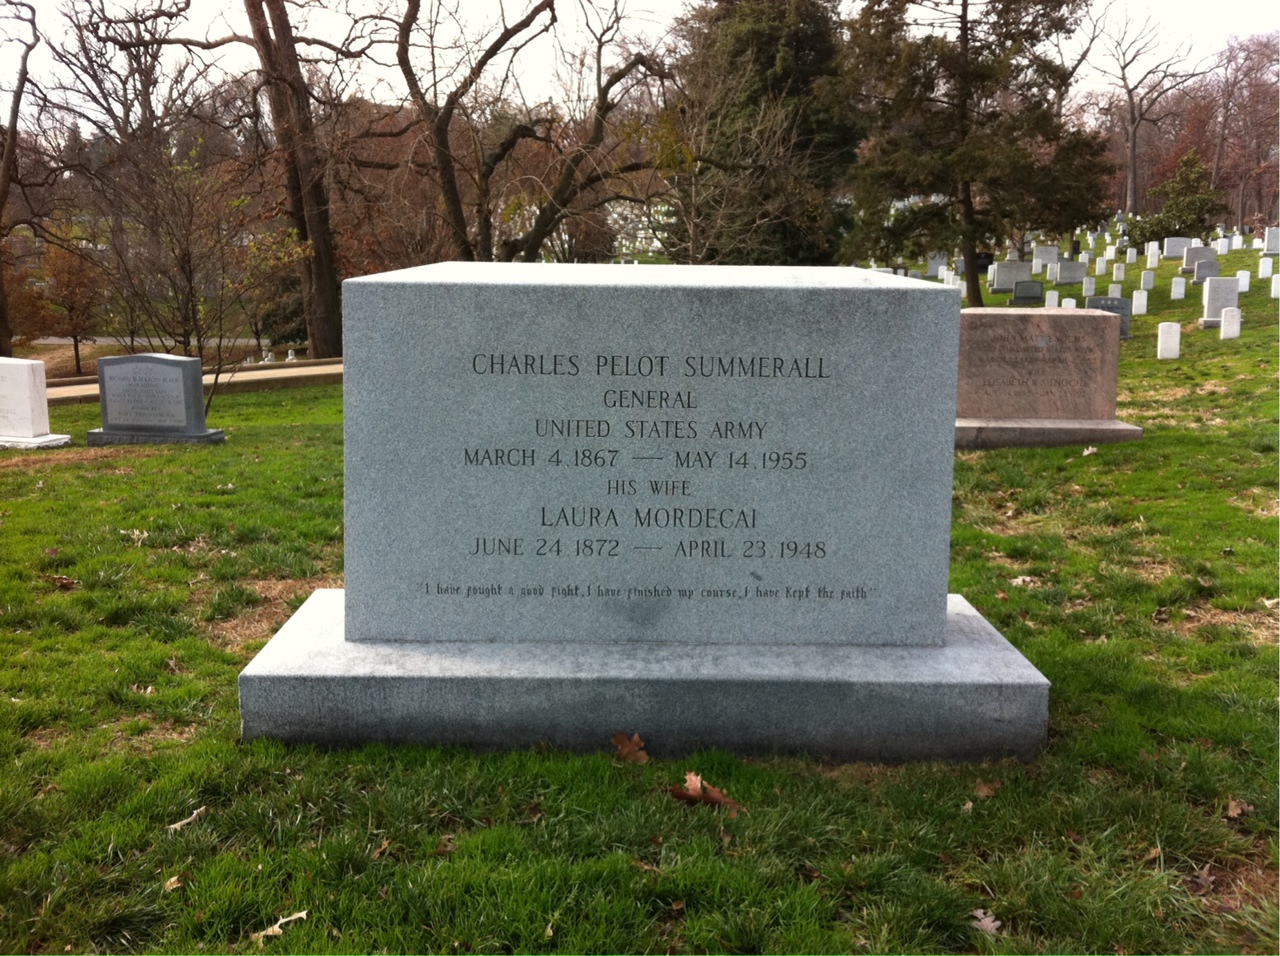 CHARLES PELOT SUMMERALL
GENERAL
UNITED STATES ARMY
MARCH 4, 1867 — MAY 14, 1955
HIS WIFE
LAURA MORDECAI
JUNE 24 1872 — APRIL 23, 1948
"I have fought a good fight, I have finished my course, I have kept the faith"